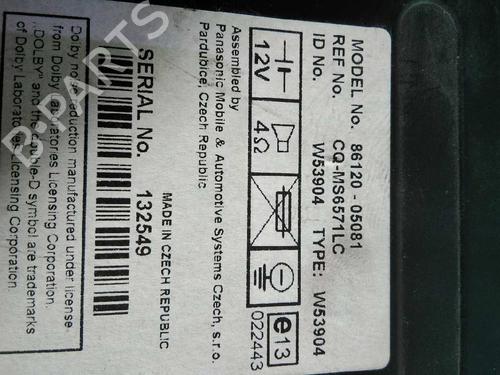 MODEL No. 86120 - 05081
REF No. CQ-MS6571LC
ID No. W53904 TYPE: W53904
12V 4Ω e13
022443
Assembled by
Panasonic Mobile & Automotive Systems Czech, s.r.o.
Pardubice, Czech Republic
MADE IN CZECH REPUBLIC
SERIAL No. 132549
Dolby noise reduction manufactured under license
from Dolby Laboratories Licensing Corporation.
"DOLBY" and the double-D symbol are trademarks
of Dolby Laboratories Licensing Corporation.
B-PARTS